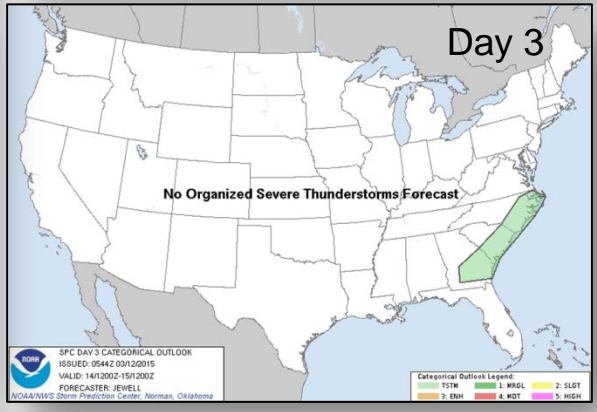 Day 3
No Organized Severe Thunderstorms Forecast
NOAA
SPC DAY 3 CATEGORICAL OUTLOOK
ISSUED: 0544Z 03/12/2015
VALID: 14/1200Z-15/1200Z
FORECASTER: JEWELL
NOAA/NWS Storm Prediction Center, Norman, Oklahoma
Categorical Outlook Legend:
TSTM 1: MRGL 2: SLGT
3: ENH 4: MDT 5: HIGH